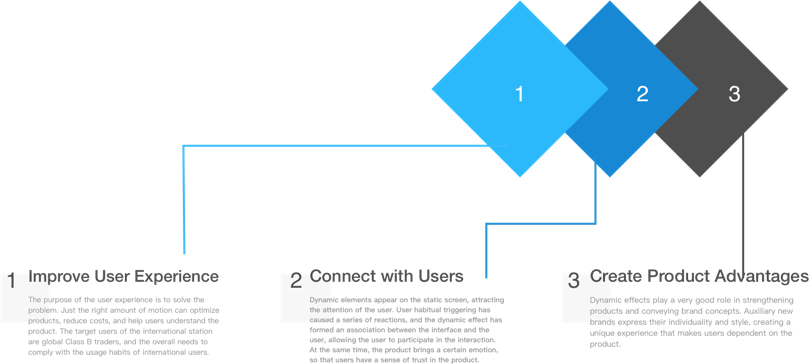 1
2
3
1 Improve User Experience
The purpose of the user experience is to solve the
problem. Just the right amount of motion can optimize
products, reduce costs, and help users understand the
product. The target users of the international station
are global Class B traders, and the overall needs to
comply with the usage habits of international users.
2 Connect with Users
Dynamic elements appear on the static screen, attracting
the attention of the user. User habitual triggering has
caused a series of reactions, and the dynamic effect has
formed an association between the interface and the
user, allowing the user to participate in the interaction.
At the same time, the product brings a certain emotion,
so that users have a sense of trust in the product.
3 Create Product Advantages
Dynamic effects play a very good role in strengthening
products and conveying brand concepts. Auxiliary new
brands express their individuality and style, creating a
unique experience that makes users dependent on the
product.